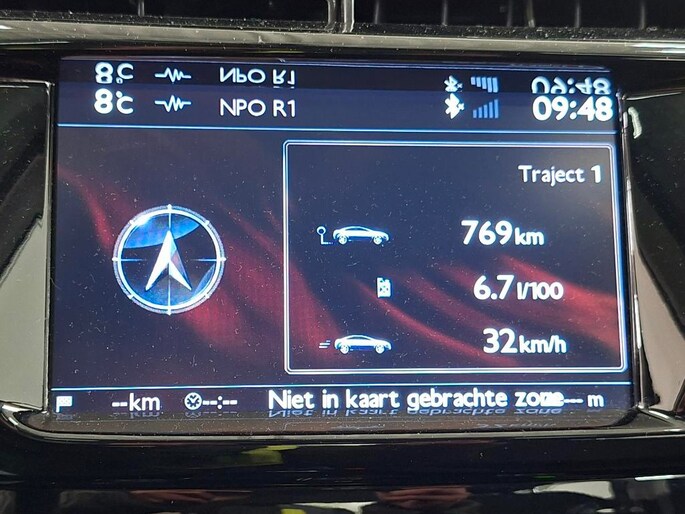 8°C NPO R1 09:48
Traject 1
769 km
6.7 l/100
32 km/h
--km --:-- Niet in kaart gebrachte zone --- m